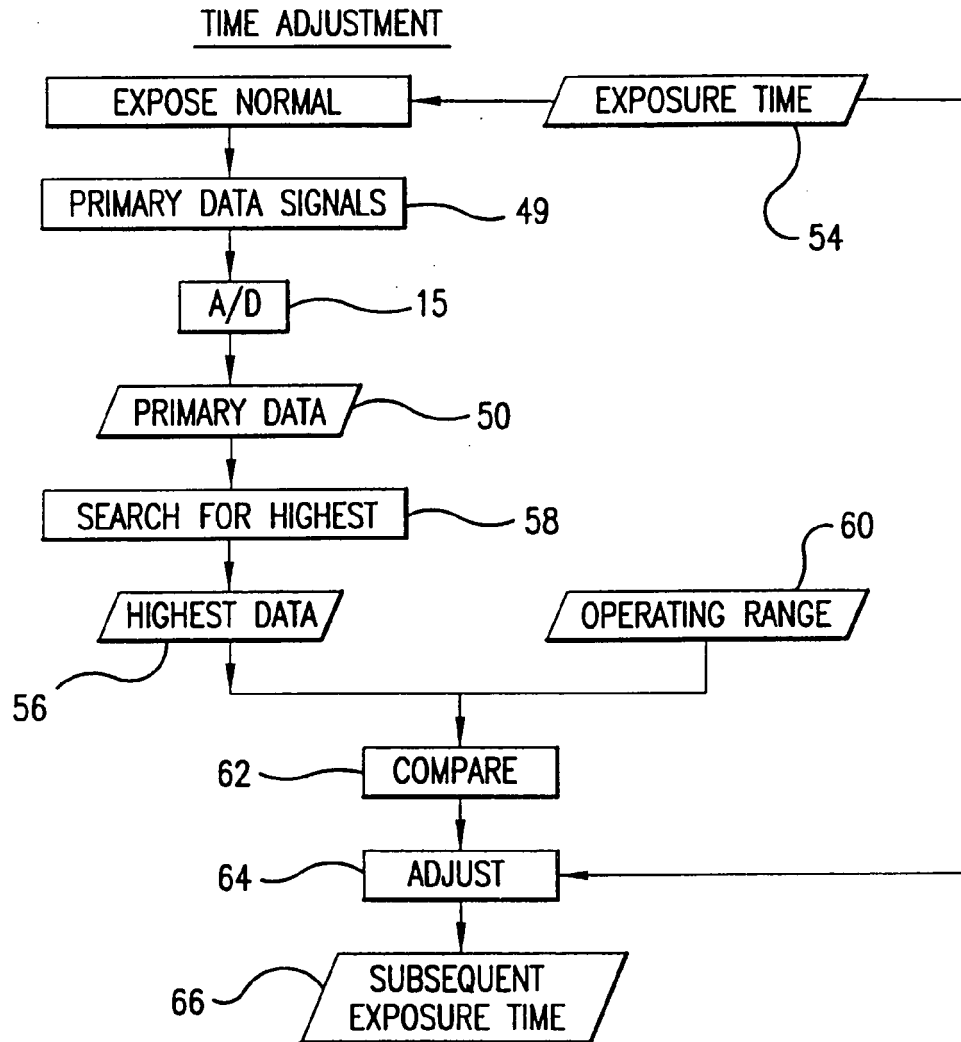 TIME ADJUSTMENT
EXPOSE NORMAL
EXPOSURE TIME
54
PRIMARY DATA SIGNALS
49
A/D
15
PRIMARY DATA
50
SEARCH FOR HIGHEST
58
60
HIGHEST DATA
OPERATING RANGE
56
62
COMPARE
64
ADJUST
66
SUBSEQUENT
EXPOSURE TIME